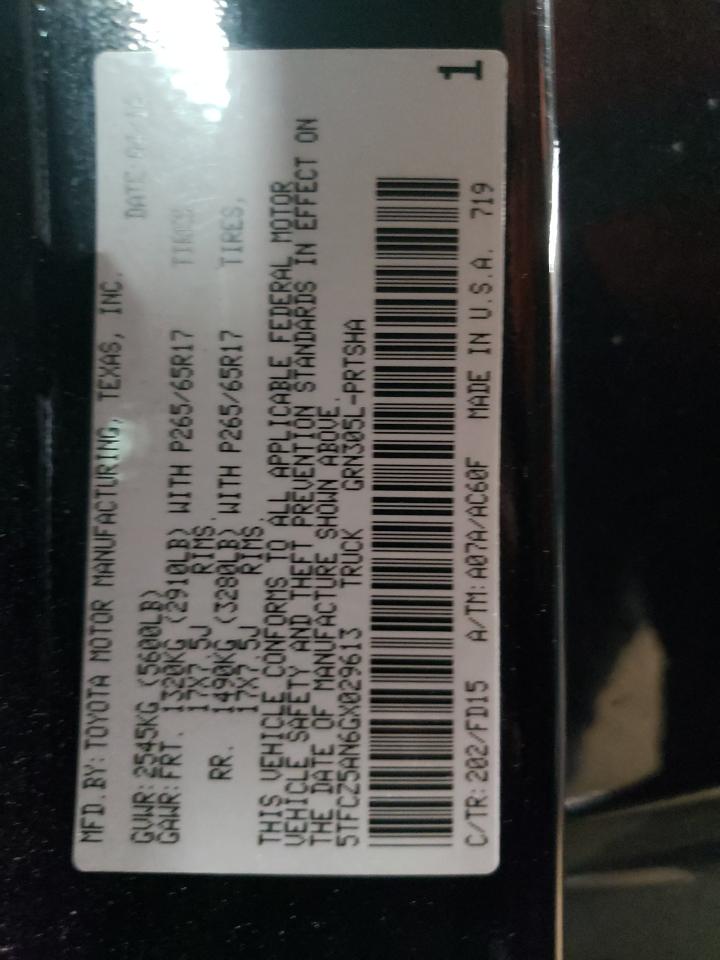 MFD.BY: TOYOTA MOTOR MANUFACTURING, TEXAS, INC.
DATE:
GVWR: 2545KG (5600LB)
GAWR: FRT. 1320KG (2910LB) WITH P265/65R17 TIRES
17X7.5J RIMS.
RR. 1490KG (3280LB) WITH P265/65R17 TIRES,
17X7.5J RIMS.
THIS VEHICLE CONFORMS TO ALL APPLICABLE FEDERAL MOTOR
VEHICLE SAFETY AND THEFT PREVENTION STANDARDS IN EFFECT ON
THE DATE OF MANUFACTURE SHOWN ABOVE.
5TFCZ5AN6GX029613 TRUCK GRN305L-PRTSHA
C/TR: 202/FD15 A/TM: A07A/AC60F MADE IN U.S.A. 719
1